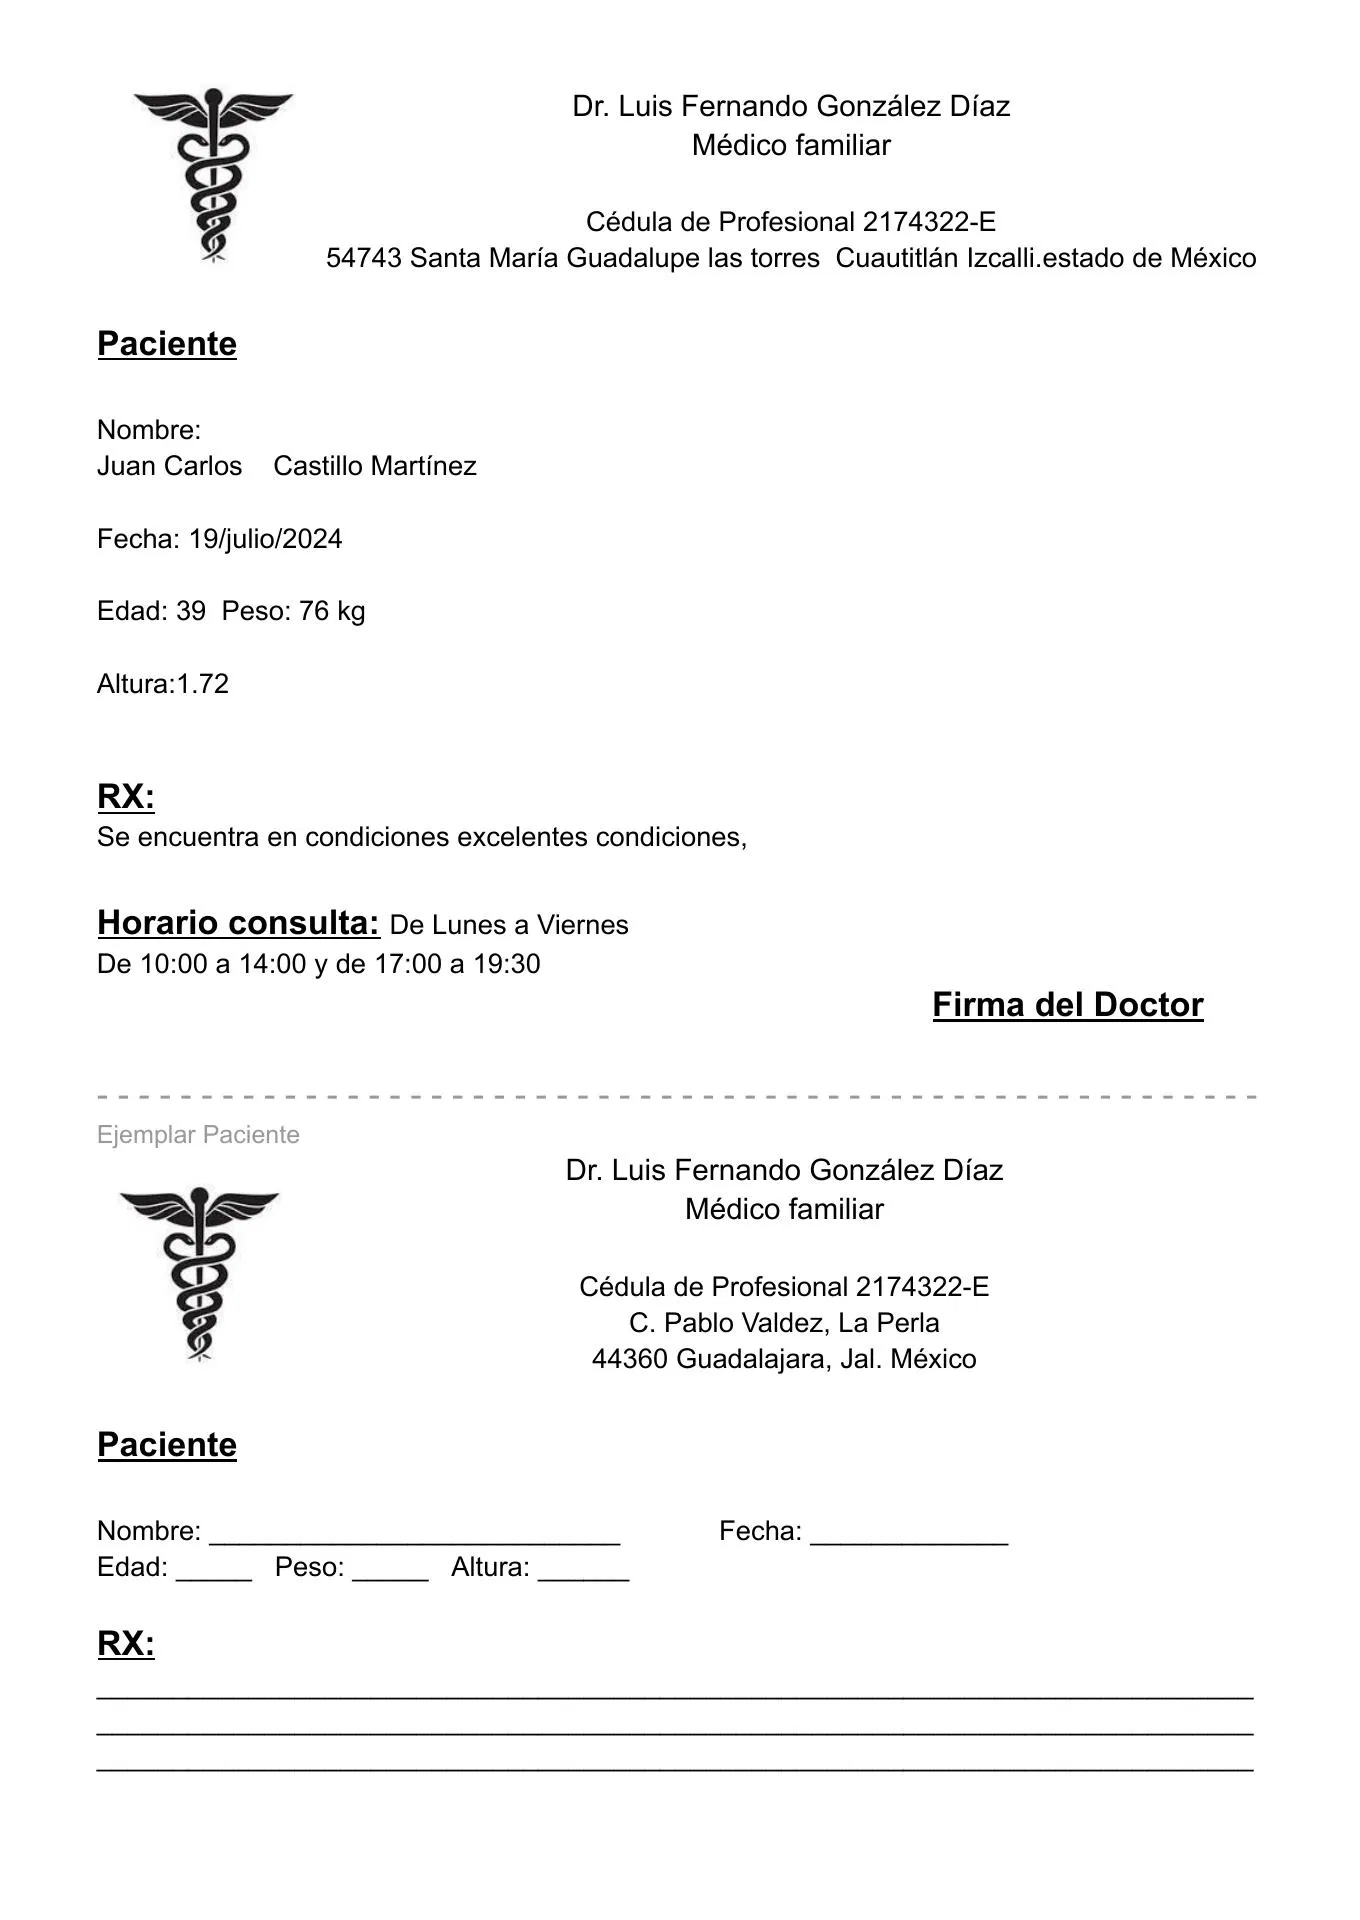 Dr. Luis Fernando González Díaz
Médico familiar
Cédula de Profesional 2174322-E
54743 Santa María Guadalupe las torres  Cuautitlán Izcalli.estado de México
Paciente
Nombre:
Juan Carlos    Castillo Martínez
Fecha: 19/julio/2024
Edad: 39  Peso: 76 kg
Altura:1.72
RX:
Se encuentra en condiciones excelentes condiciones,
Horario consulta: De Lunes a Viernes
De 10:00 a 14:00 y de 17:00 a 19:30
Firma del Doctor
Ejemplar Paciente
Dr. Luis Fernando González Díaz
Médico familiar
Cédula de Profesional 2174322-E
C. Pablo Valdez, La Perla
44360 Guadalajara, Jal. México
Paciente
Nombre: ___________________________ Fecha: _____________
Edad: _____ Peso: _____ Altura: ______
RX: